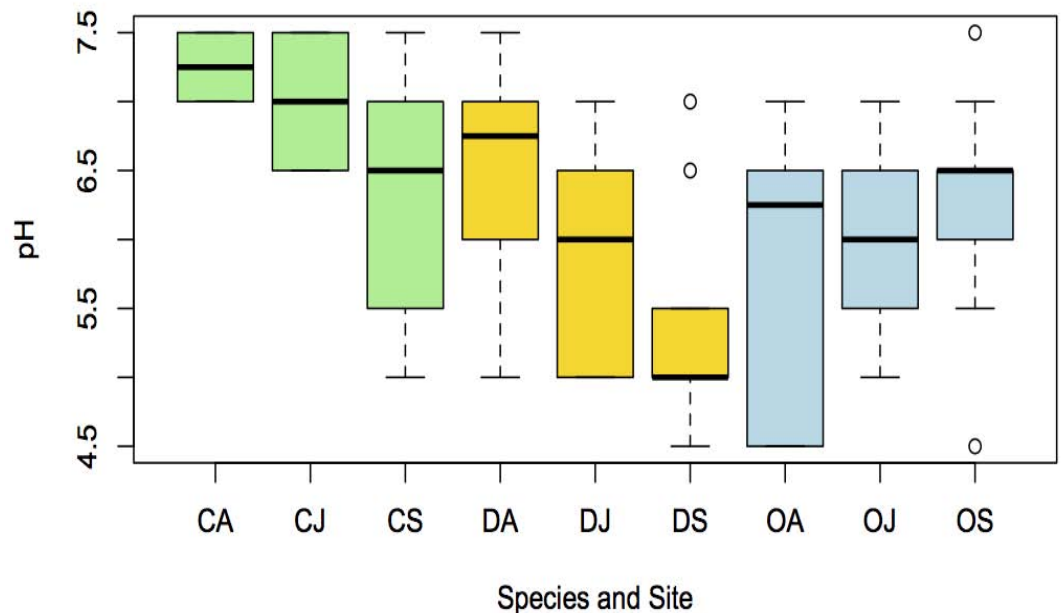 pH
7.5
6.5
5.5
4.5
CA CJ CS DA DJ DS OA OJ OS
Species and Site